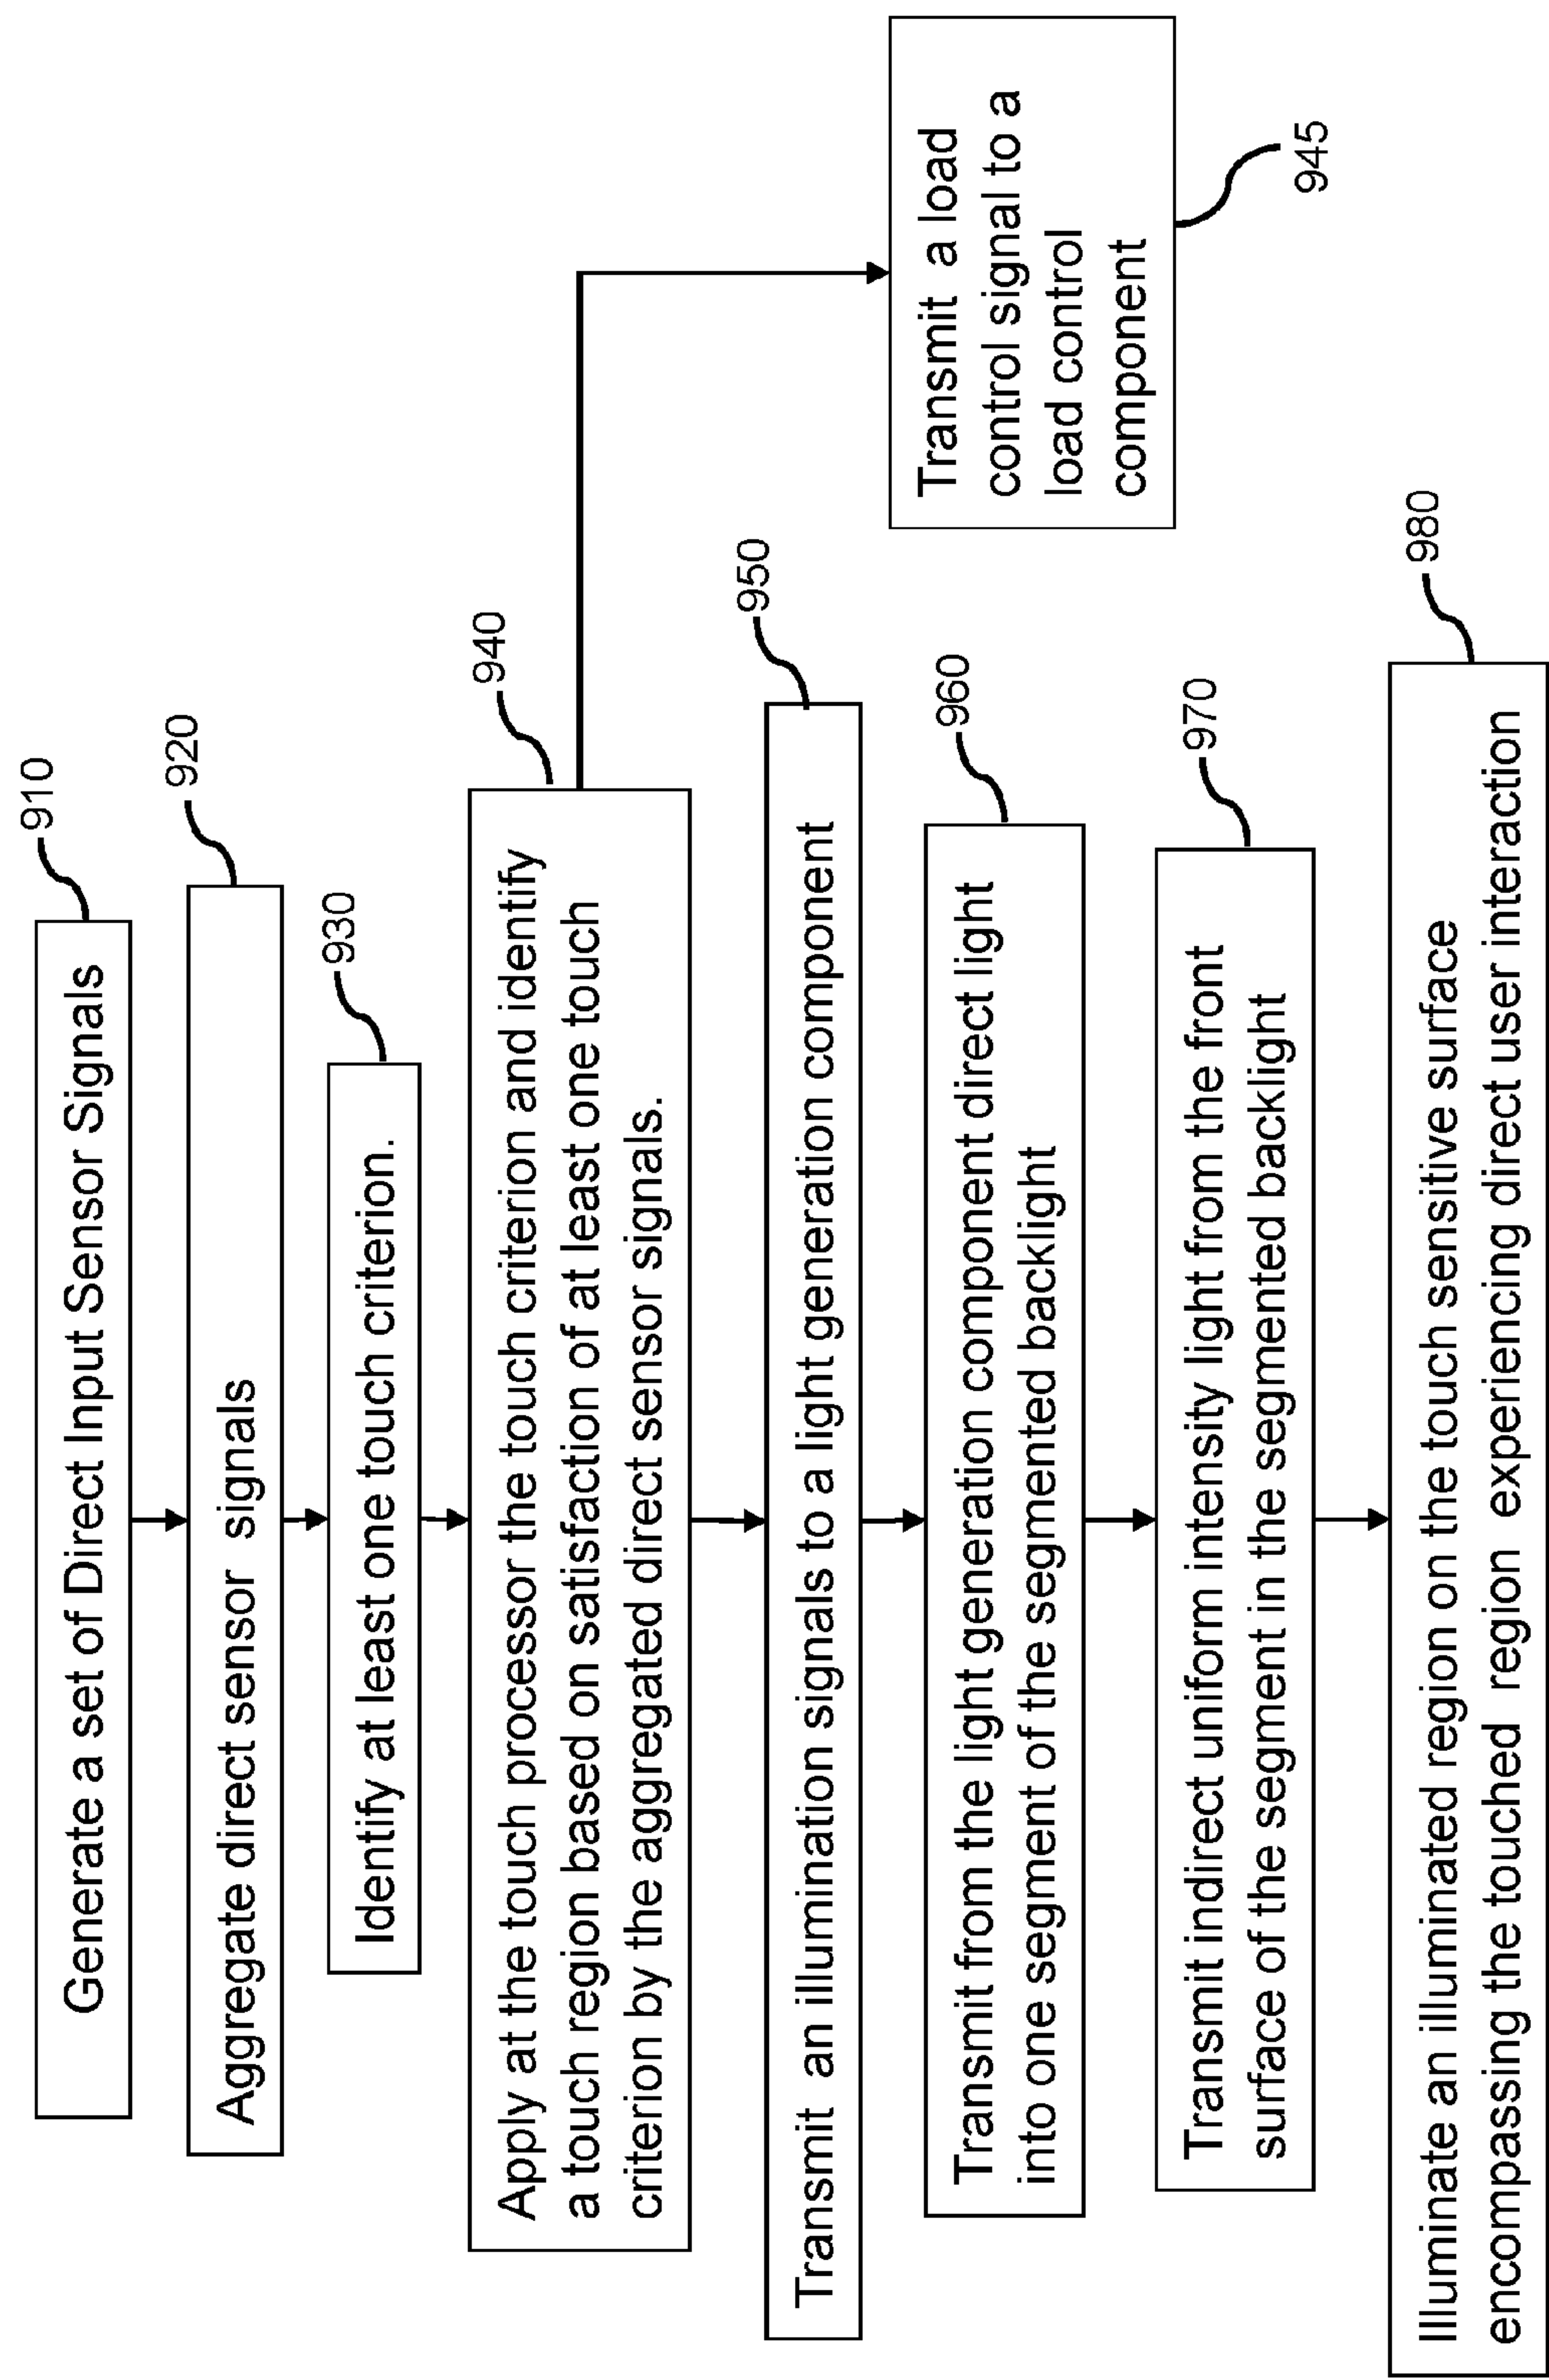 Generate a set of Direct Input Sensor Signals
910
Aggregate direct sensor signals
920
Identify at least one touch criterion.
930
Apply at the touch processor the touch criterion and identify
a touch region based on satisfaction of at least one touch
criterion by the aggregated direct sensor signals.
940
Transmit a load
control signal to a
load control
component
945
Transmit an illumination signals to a light generation component
950
Transmit from the light generation component direct light
into one segment of the segmented backlight
960
Transmit indirect uniform intensity light from the front
surface of the segment in the segmented backlight
970
Illuminate an illuminated region on the touch sensitive surface
encompassing the touched region experiencing direct user interaction
980